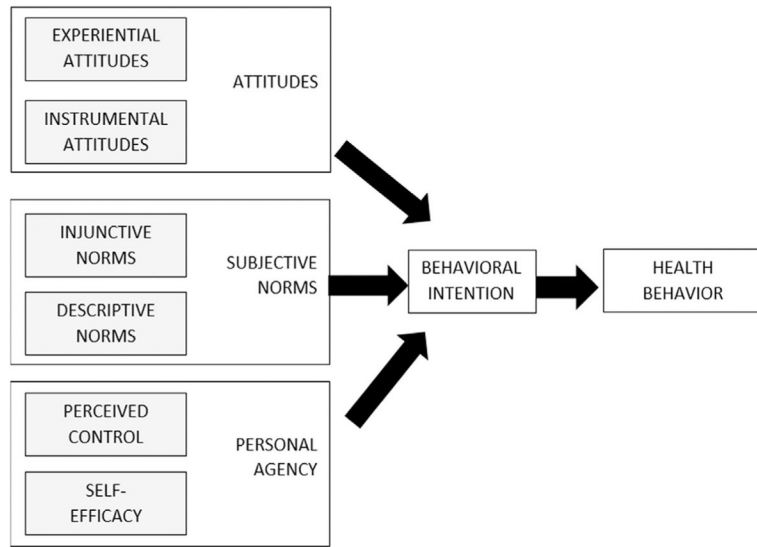 EXPERIENTIAL
ATTITUDES
ATTITUDES
INSTRUMENTAL
ATTITUDES
INJUNCTIVE
NORMS
SUBJECTIVE
NORMS
DESCRIPTIVE
NORMS
BEHAVIORAL
INTENTION
HEALTH
BEHAVIOR
PERCEIVED
CONTROL
PERSONAL
AGENCY
SELF-
EFFICACY